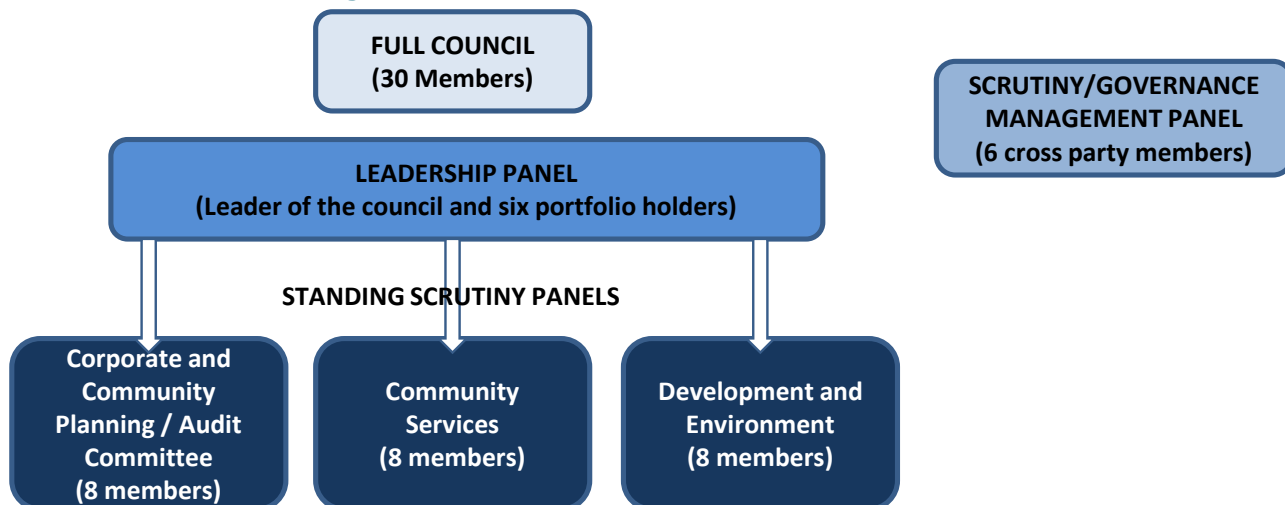 FULL COUNCIL
(30 Members)
SCRUTINY/GOVERNANCE
MANAGEMENT PANEL
(6 cross party members)
LEADERSHIP PANEL
(Leader of the council and six portfolio holders)
STANDING SCRUTINY PANELS
Corporate and
Community
Planning / Audit
Committee
(8 members)
Community
Services
(8 members)
Development and
Environment
(8 members)